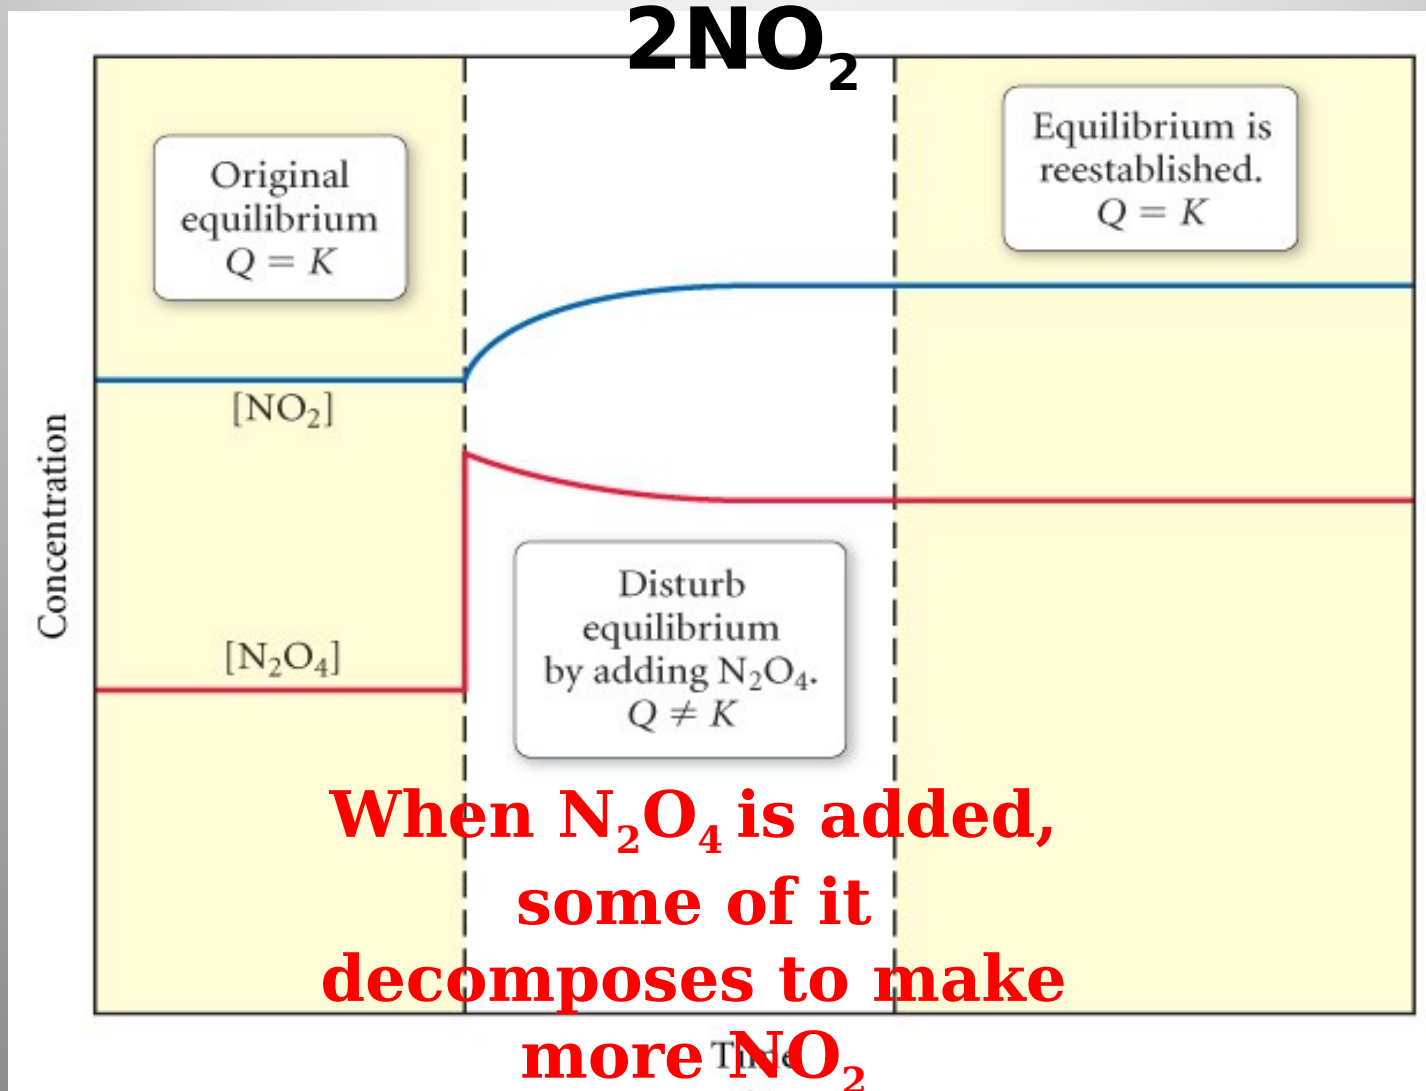 2NO₂
Original
equilibrium
Q = K
Equilibrium is
reestablished.
Q = K
[NO₂]
Concentration
[N₂O₄]
Disturb
equilibrium
by adding N₂O₄.
Q ≠ K
When N₂O₄ is added,
some of it
decomposes to make
more NO₂
Time